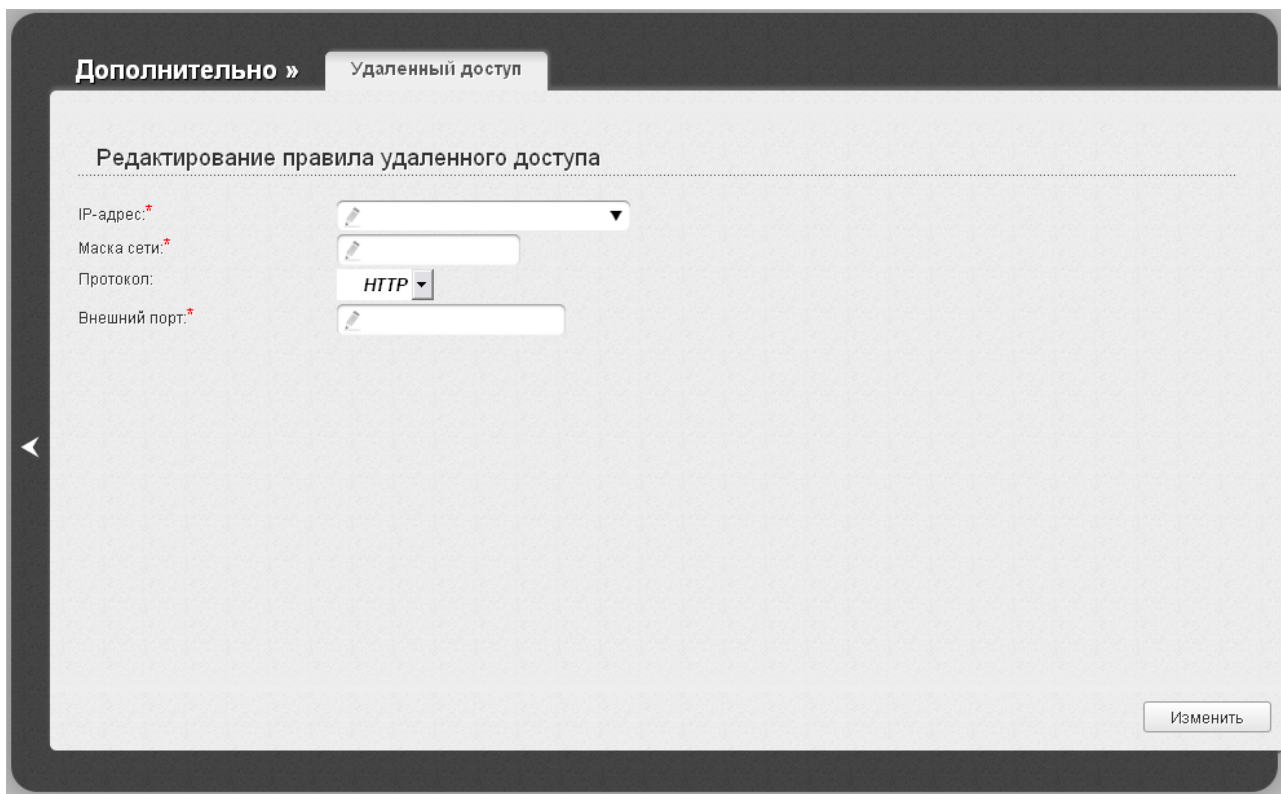 Дополнительно »
Удаленный доступ
Редактирование правила удаленного доступа
IP-адрес:*
Маска сети:*
Протокол:
HTTP
Внешний порт:*
Изменить